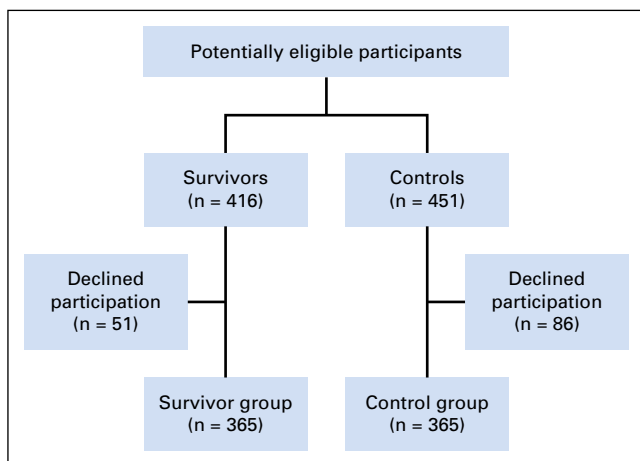 Potentially eligible participants
Survivors
(n = 416)
Controls
(n = 451)
Declined
participation
(n = 51)
Declined
participation
(n = 86)
Survivor group
(n = 365)
Control group
(n = 365)